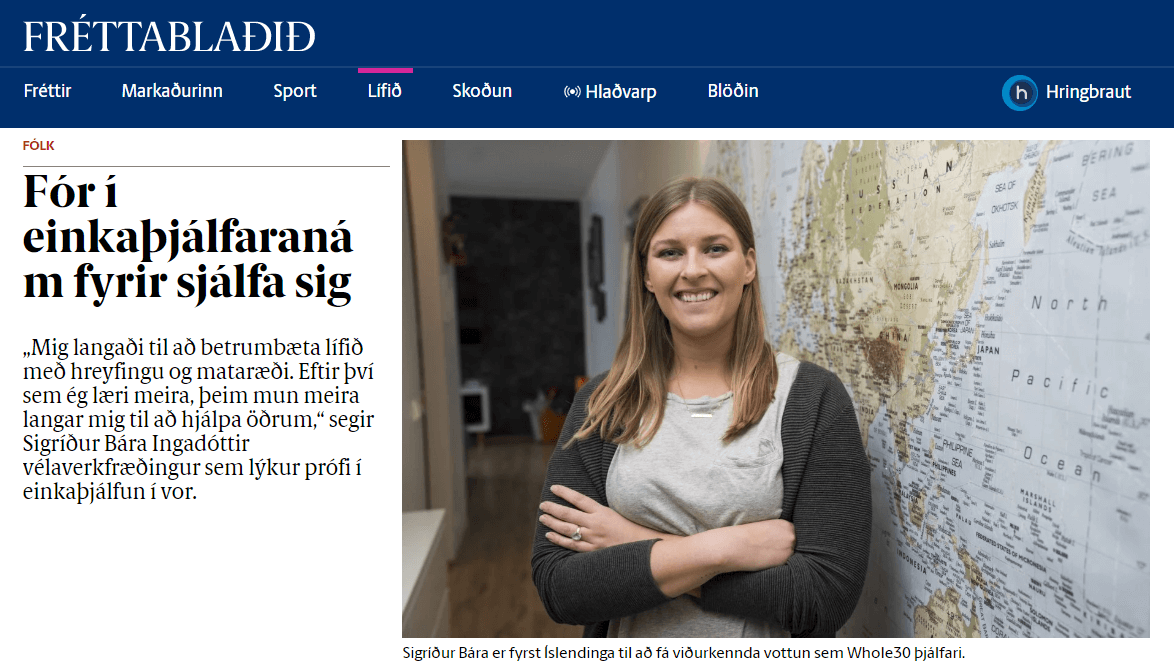 FRÉTTABLAÐIÐ
Fréttir Markaðurinn Sport Lífið Skoðun Hlaðvarp Blöðin h Hringbraut
FÓLK
Fór í
einkaþjálfaraná
m fyrir sjálfa sig
„Mig langaði til að betrumbæta lífið
með hreyfingu og mataræði. Eftir því
sem ég læri meira, þeim mun meira
langar mig til að hjálpa öðrum,“ segir
Sigríður Bára Ingadóttir
vélaverkfræðingur sem lýkur prófi í
einkaþjálfun í vor.
BERING
SEA
RUSSIAN
FEDERATION
SEA OF
OKHOTSK
KAZAKHSTAN
MONGOLIA
North
JAPAN
CHINA
Pacific
Ocean
PHILIPPINE
SEA
PHILIPPINES
MARSHALL
ISLANDS
PALAU
FEDERATED STATES OF MICRONESIA
INDONESIA
Sigríður Bára er fyrst Íslendinga til að fá viðurkennda vottun sem Whole30 þjálfari.